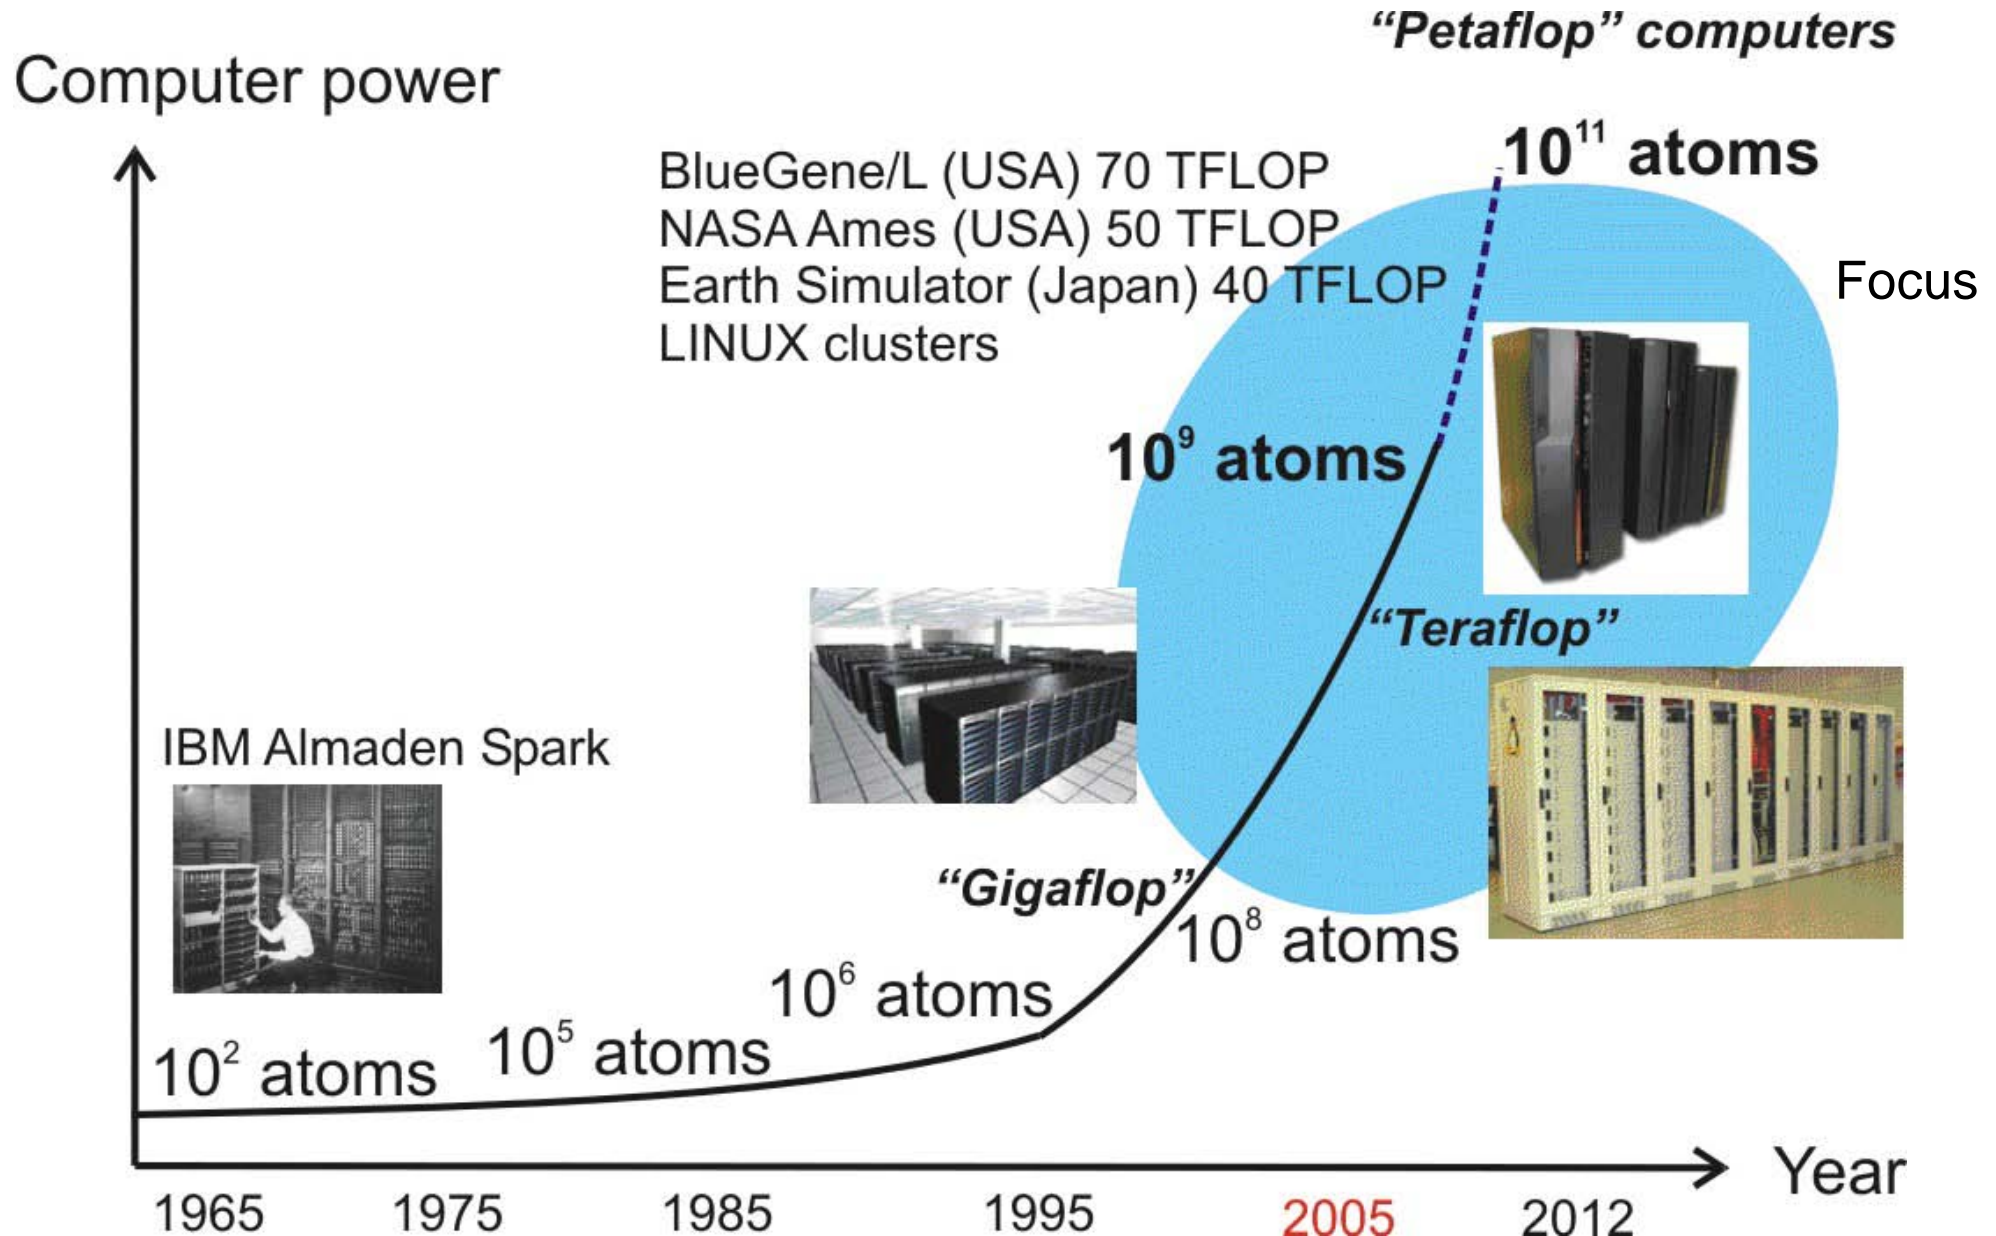 “Petaflop” computers
Computer power
10¹¹ atoms
BlueGene/L (USA) 70 TFLOP
NASA Ames (USA) 50 TFLOP
Earth Simulator (Japan) 40 TFLOP
LINUX clusters
Focus
10⁹ atoms
“Teraflop”
IBM Almaden Spark
“Gigaflop”
10⁸ atoms
10⁶ atoms
10⁵ atoms
10² atoms
Year
1965 1975 1985 1995 2005 2012